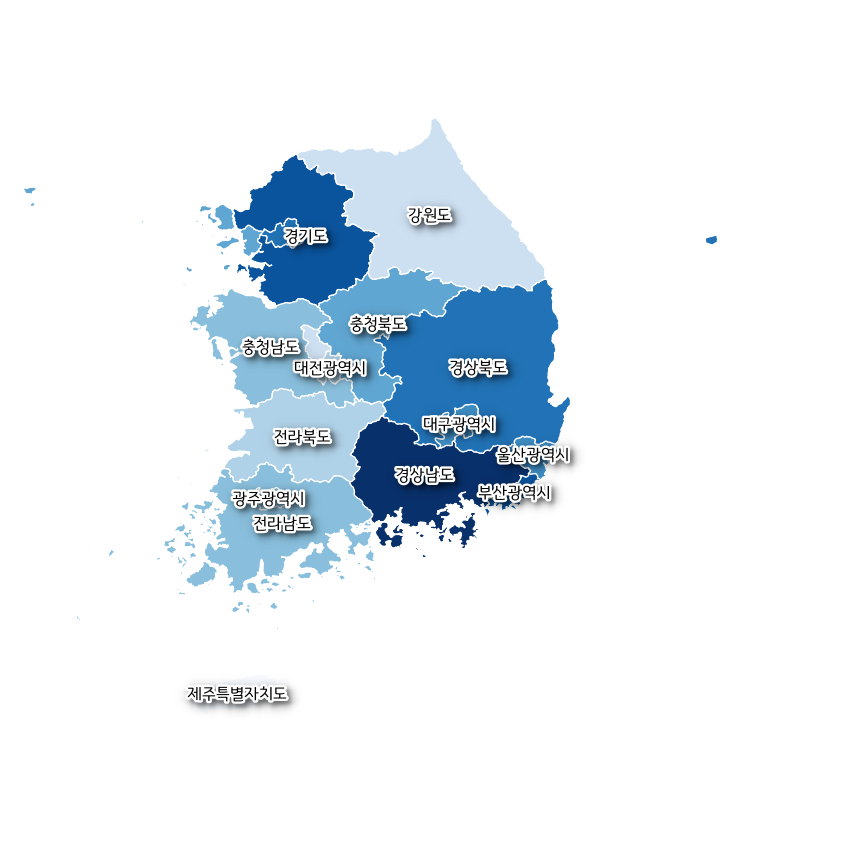 강원도
경기도
충청북도
충청남도
대전광역시
경상북도
대구광역시
전라북도
울산광역시
경상남도
부산광역시
광주광역시
전라남도
제주특별자치도